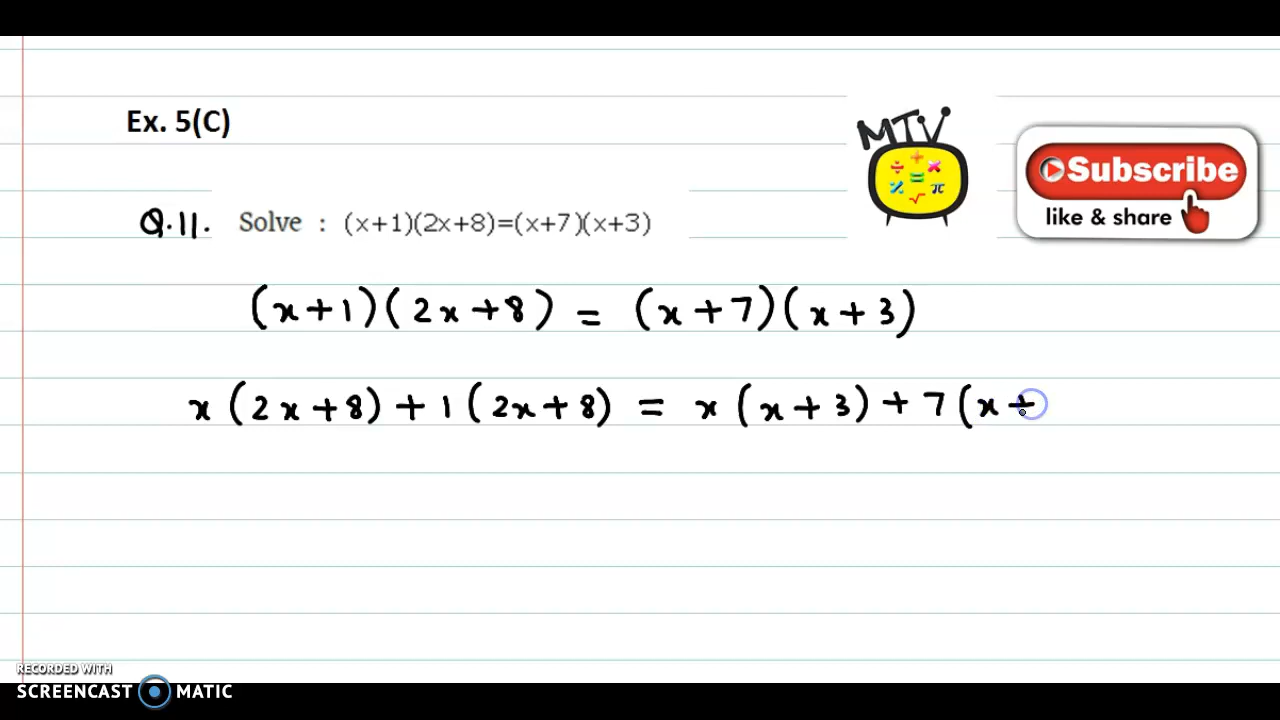 Ex. 5(C)
MTV
÷ + × = % √ π
Subscribe
like & share
Q.11. Solve : (x+1)(2x+8)=(x+7)(x+3)
(x+1)(2x+8) = (x+7)(x+3)
x(2x+8)+1(2x+8) = x(x+3)+7(x+
RECORDED WITH
SCREENCAST MATIC